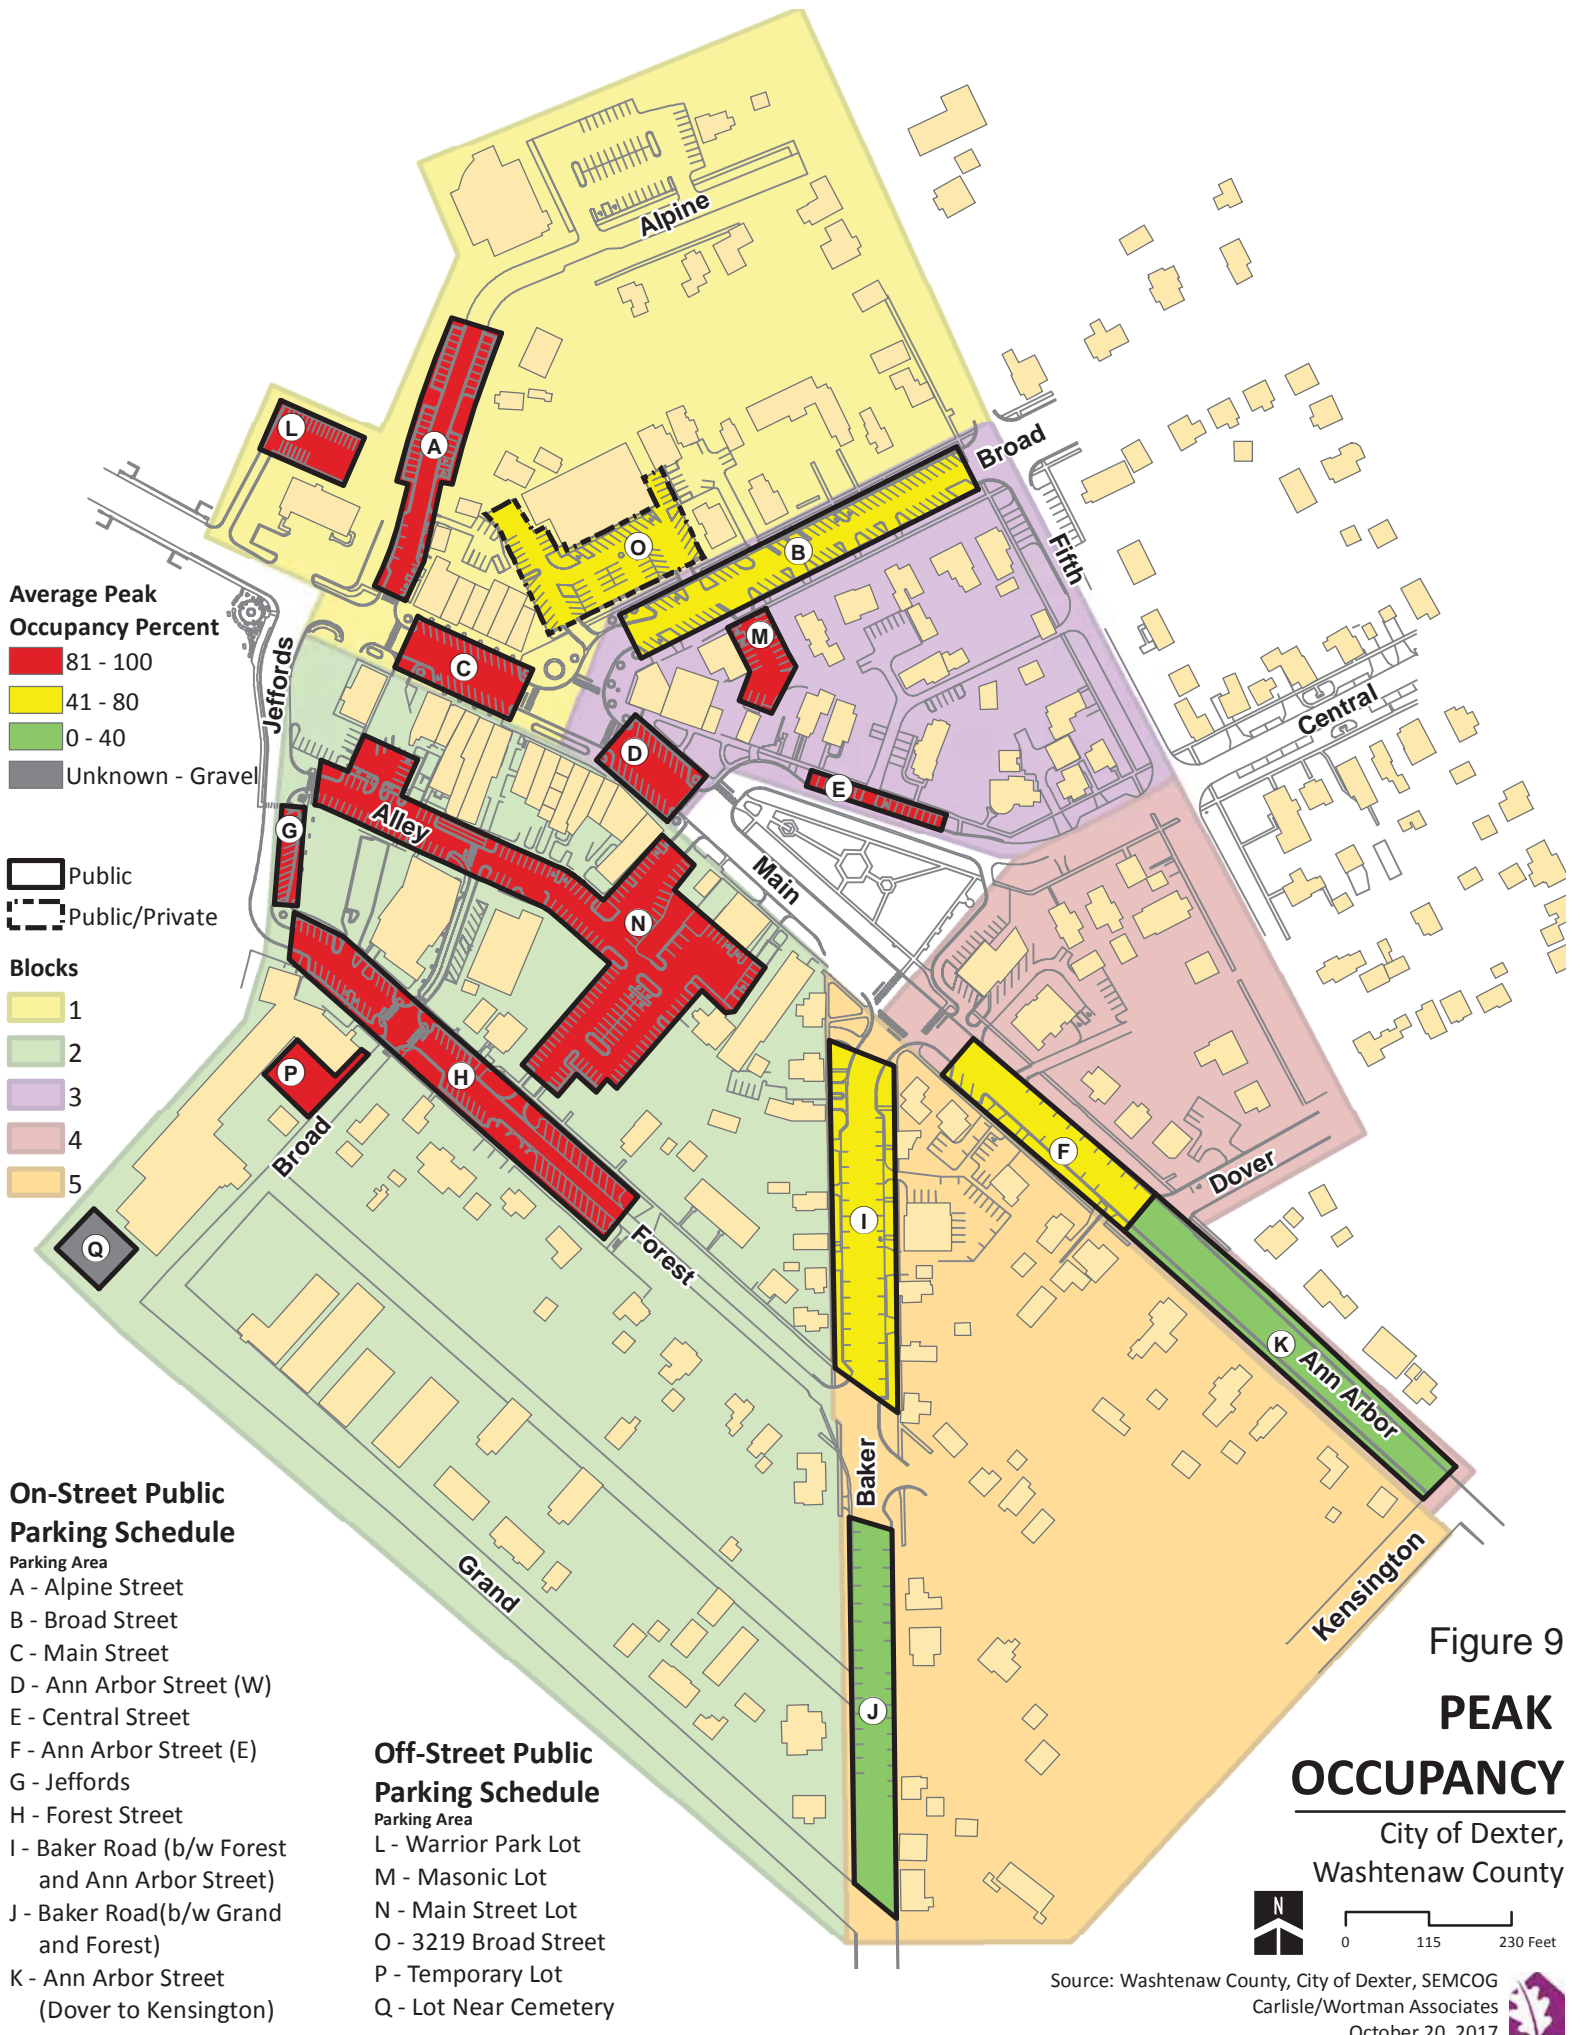 Alpine
L
A
Broad
O
B
Fifth
M
C
Jeffords
D
E
Central
Average Peak
Occupancy Percent
81 - 100
41 - 80
0 - 40
Unknown - Gravel
Alley
G
Main
N
Public
Public/Private
Blocks
1
2
3
4
5
P
H
Broad
F
Dover
I
Q
Forest
K
Ann Arbor
Baker
Grand
Kensington
J
On-Street Public
Parking Schedule
Parking Area
A - Alpine Street
B - Broad Street
C - Main Street
D - Ann Arbor Street (W)
E - Central Street
F - Ann Arbor Street (E)
G - Jeffords
H - Forest Street
I - Baker Road (b/w Forest
and Ann Arbor Street)
J - Baker Road(b/w Grand
and Forest)
K - Ann Arbor Street
(Dover to Kensington)
Off-Street Public
Parking Schedule
Parking Area
L - Warrior Park Lot
M - Masonic Lot
N - Main Street Lot
O - 3219 Broad Street
P - Temporary Lot
Q - Lot Near Cemetery
Figure 9
PEAK
OCCUPANCY
City of Dexter,
Washtenaw County
N
0 115 230 Feet
Source: Washtenaw County, City of Dexter, SEMCOG
Carlisle/Wortman Associates
October 20, 2017